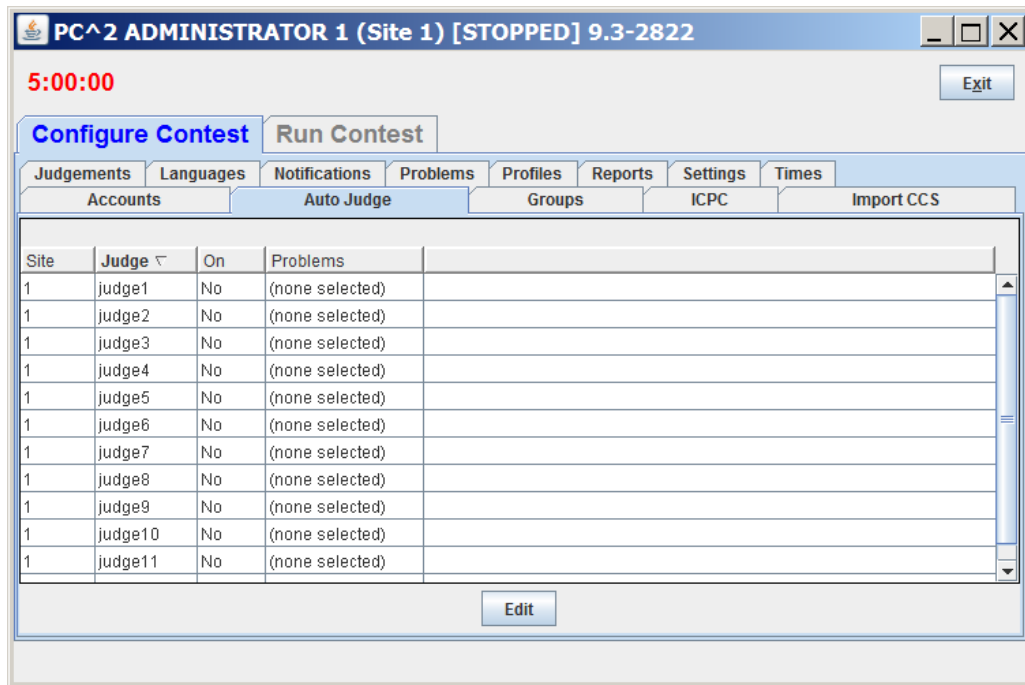 PC^2 ADMINISTRATOR 1 (Site 1) [STOPPED] 9.3-2822
5:00:00 Exit
Configure Contest Run Contest
Judgements Languages Notifications Problems Profiles Reports Settings Times
Accounts Auto Judge Groups ICPC Import CCS
Site Judge On Problems
1 judge1 No (none selected)
1 judge2 No (none selected)
1 judge3 No (none selected)
1 judge4 No (none selected)
1 judge5 No (none selected)
1 judge6 No (none selected)
1 judge7 No (none selected)
1 judge8 No (none selected)
1 judge9 No (none selected)
1 judge10 No (none selected)
1 judge11 No (none selected)
Edit